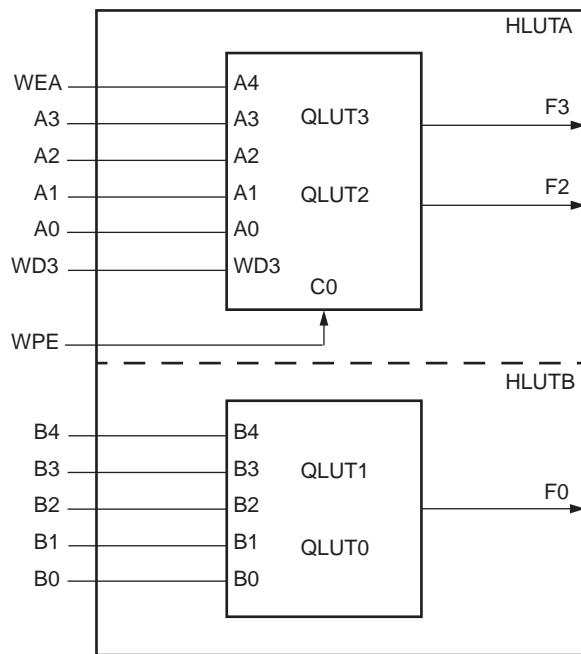 HLUTA
WEA A4
A3 A3 QLUT3 F3
A2 A2
A1 A1 QLUT2 F2
A0 A0
WD3 WD3
C0
WPE
HLUTB
B4 B4
B3 B3 QLUT1
B2 B2 F0
B1 B1 QLUT0
B0 B0